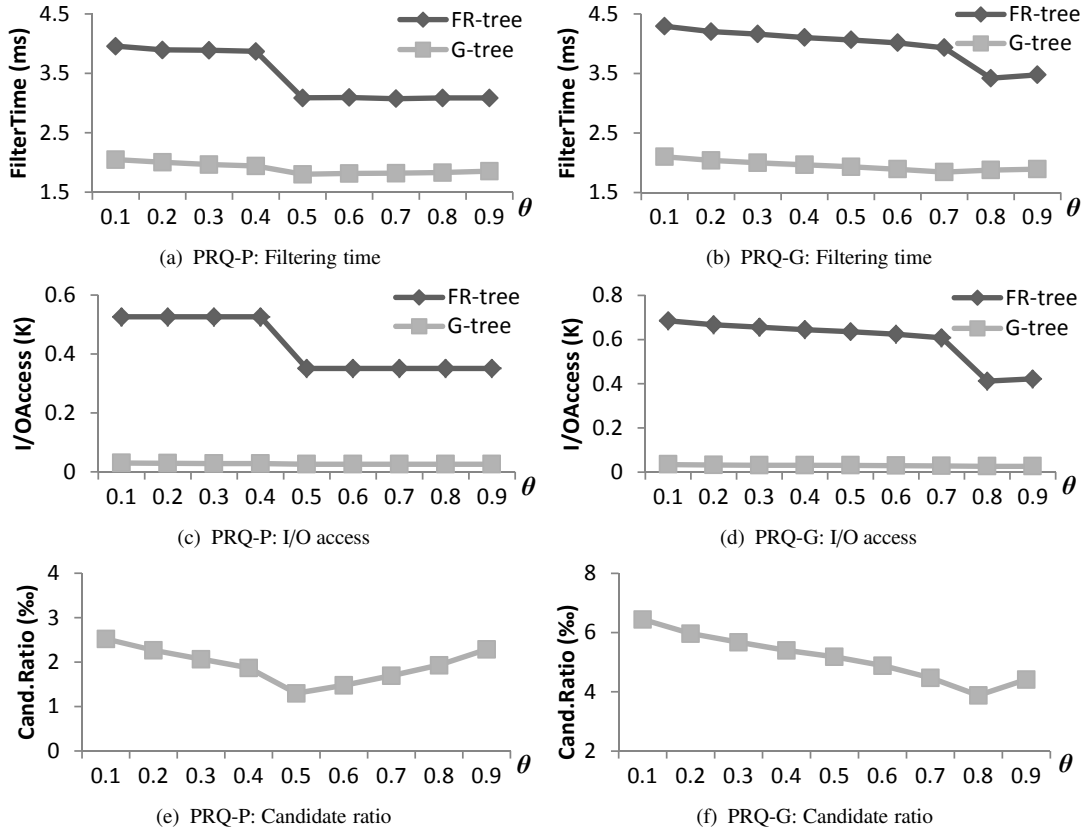 4.5
3.5
2.5
1.5
FilterTime (ms)
FR-tree
G-tree
0.1 0.2 0.3 0.4 0.5 0.6 0.7 0.8 0.9 θ
(a) PRQ-P: Filtering time
4.5
3.5
2.5
1.5
FilterTime (ms)
FR-tree
G-tree
0.1 0.2 0.3 0.4 0.5 0.6 0.7 0.8 0.9 θ
(b) PRQ-G: Filtering time
0.6
0.4
0.2
0
I/OAccess (K)
FR-tree
G-tree
0.1 0.2 0.3 0.4 0.5 0.6 0.7 0.8 0.9 θ
(c) PRQ-P: I/O access
0.8
0.6
0.4
0.2
0
I/OAccess (K)
FR-tree
G-tree
0.1 0.2 0.3 0.4 0.5 0.6 0.7 0.8 0.9 θ
(d) PRQ-G: I/O access
4
3
2
1
0
Cand.Ratio (‰)
0.1 0.2 0.3 0.4 0.5 0.6 0.7 0.8 0.9 θ
(e) PRQ-P: Candidate ratio
8
6
4
2
Cand.Ratio (‰)
0.1 0.2 0.3 0.4 0.5 0.6 0.7 0.8 0.9 θ
(f) PRQ-G: Candidate ratio